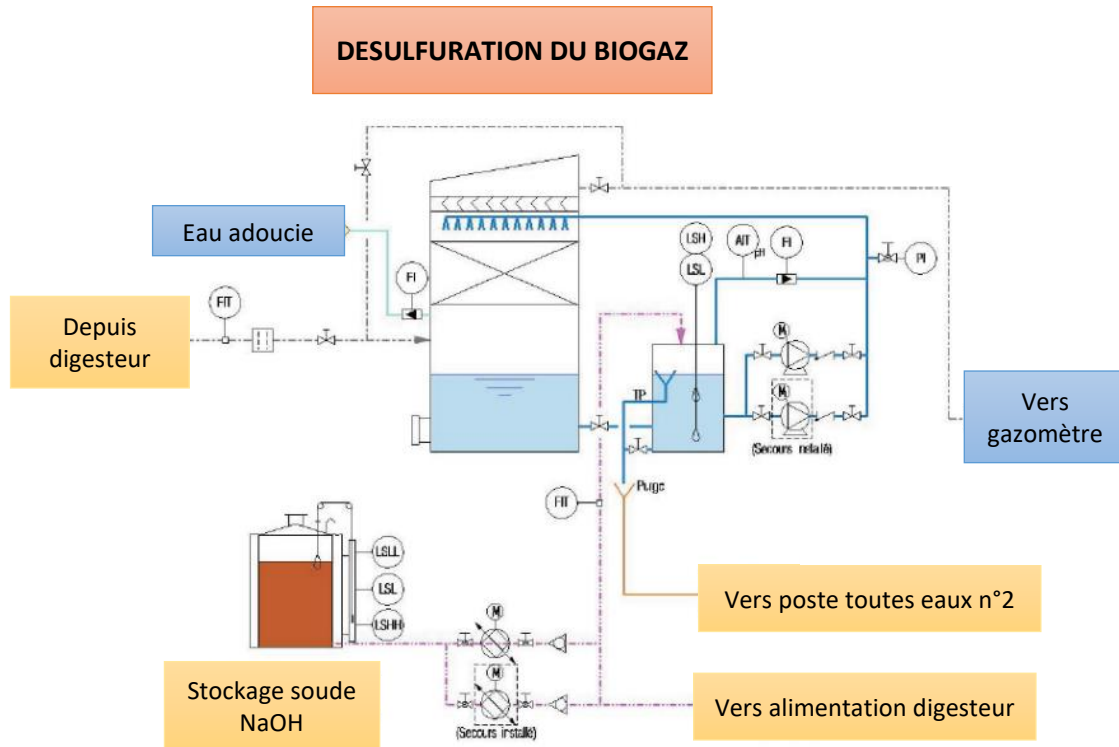 DESULFURATION DU BIOGAZ
Eau adoucie
FI
FIT
Depuis
digesteur
LSH
LSL
AIT
pH
FI
PI
M
M
(Secours installé)
TP
Purge
Vers
gazomètre
FIT
LSLL
LSL
LSHH
M
M
(Secours installé)
Stockage soude
NaOH
Vers poste toutes eaux n°2
Vers alimentation digesteur